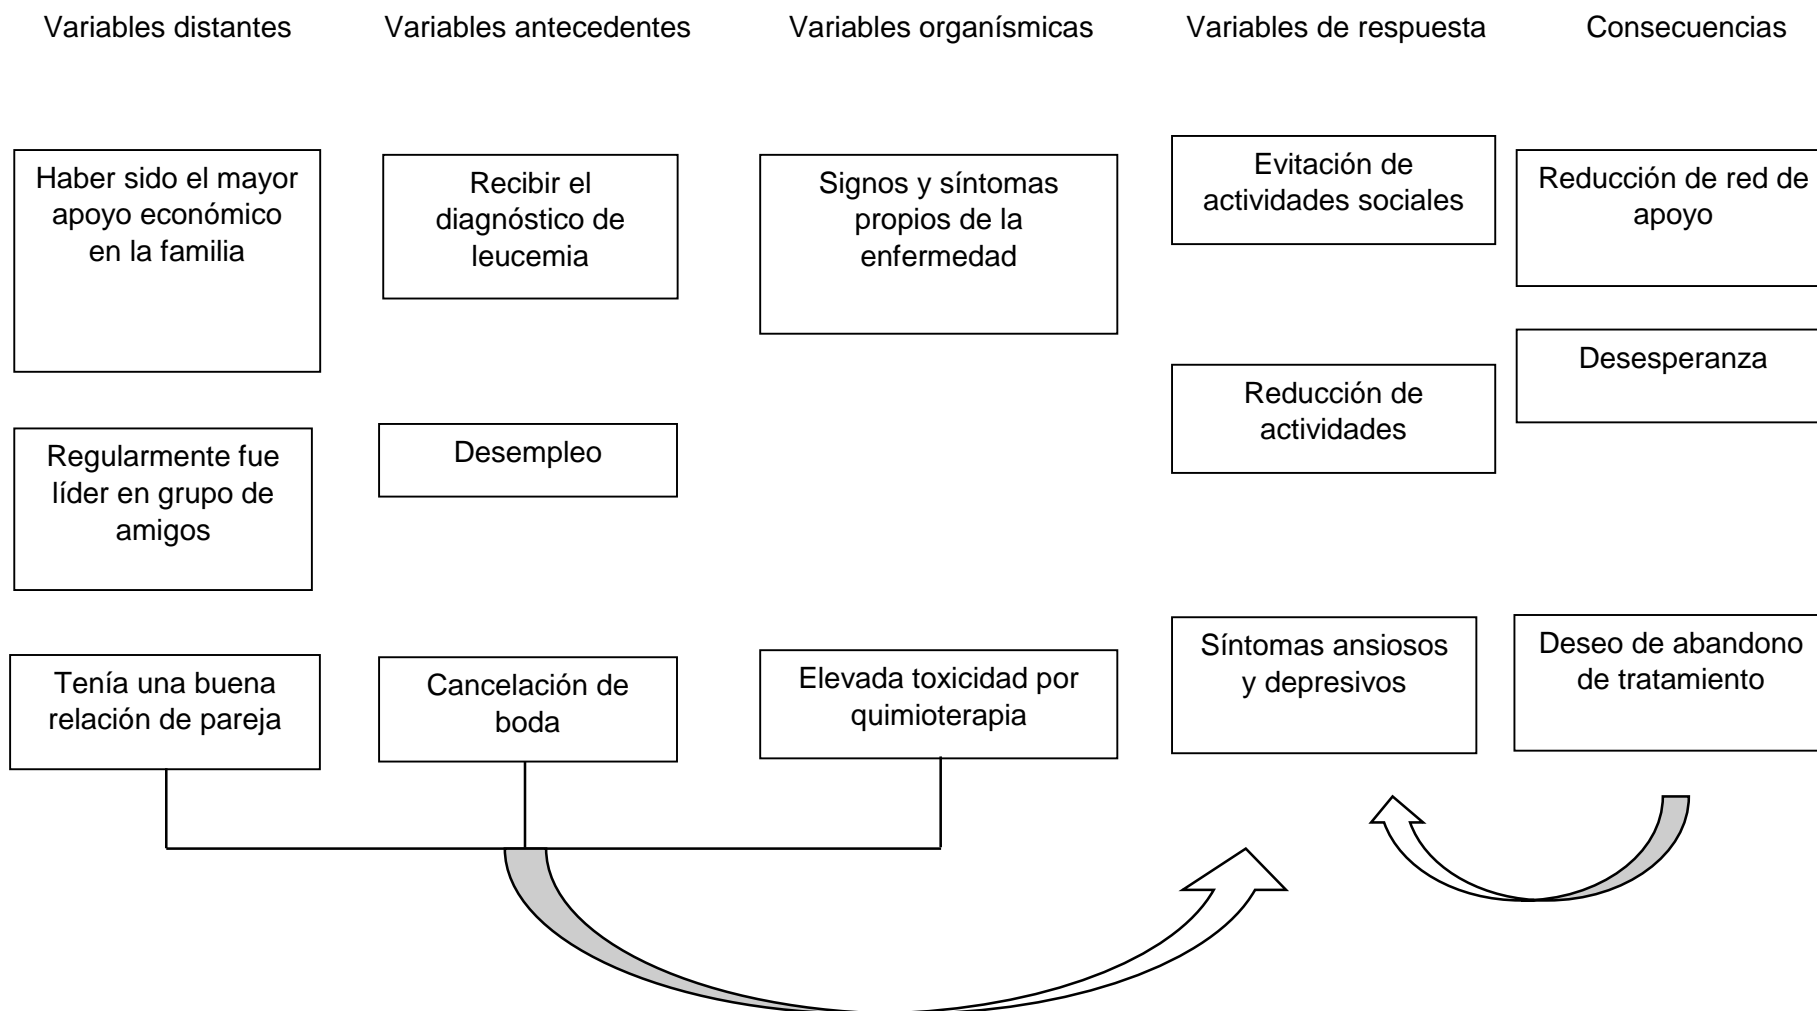 Variables distantes
Variables antecedentes
Variables organísmicas
Variables de respuesta
Consecuencias
Haber sido el mayor
apoyo económico
en la familia
Recibir el
diagnóstico de
leucemia
Signos y síntomas
propios de la
enfermedad
Evitación de
actividades sociales
Reducción de red de
apoyo
Desesperanza
Reducción de
actividades
Regularmente fue
líder en grupo de
amigos
Desempleo
Tenía una buena
relación de pareja
Cancelación de
boda
Elevada toxicidad por
quimioterapia
Síntomas ansiosos
y depresivos
Deseo de abandono
de tratamiento